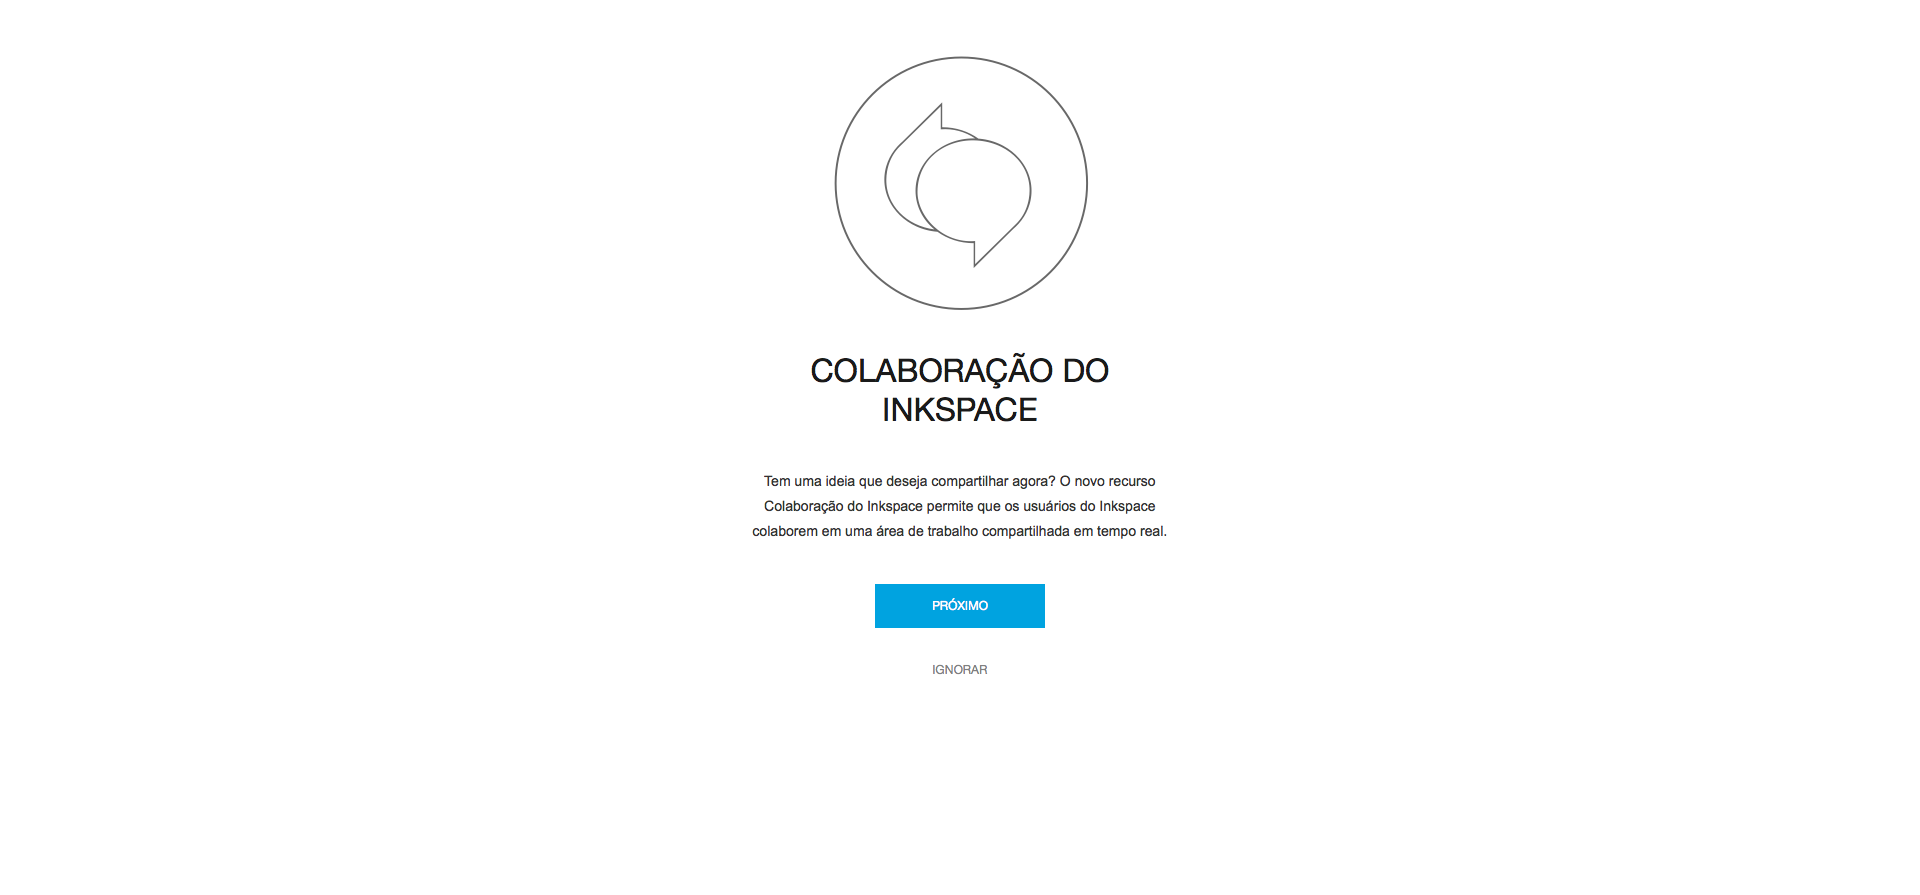 COLABORAÇÃO DO
INKSPACE
Tem uma ideia que deseja compartilhar agora? O novo recurso
Colaboração do Inkspace permite que os usuários do Inkspace
colaborem em uma área de trabalho compartilhada em tempo real.
PRÓXIMO
IGNORAR